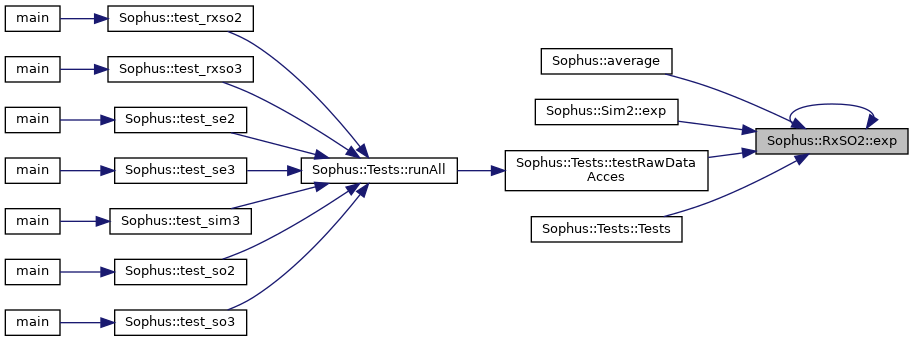 main
Sophus::test_rxso2
main
Sophus::test_rxso3
Sophus::average
main
Sophus::test_se2
Sophus::Sim2::exp
Sophus::RxSO2::exp
main
Sophus::test_se3
Sophus::Tests::runAll
Sophus::Tests::testRawData
Acces
main
Sophus::test_sim3
Sophus::Tests::Tests
main
Sophus::test_so2
main
Sophus::test_so3